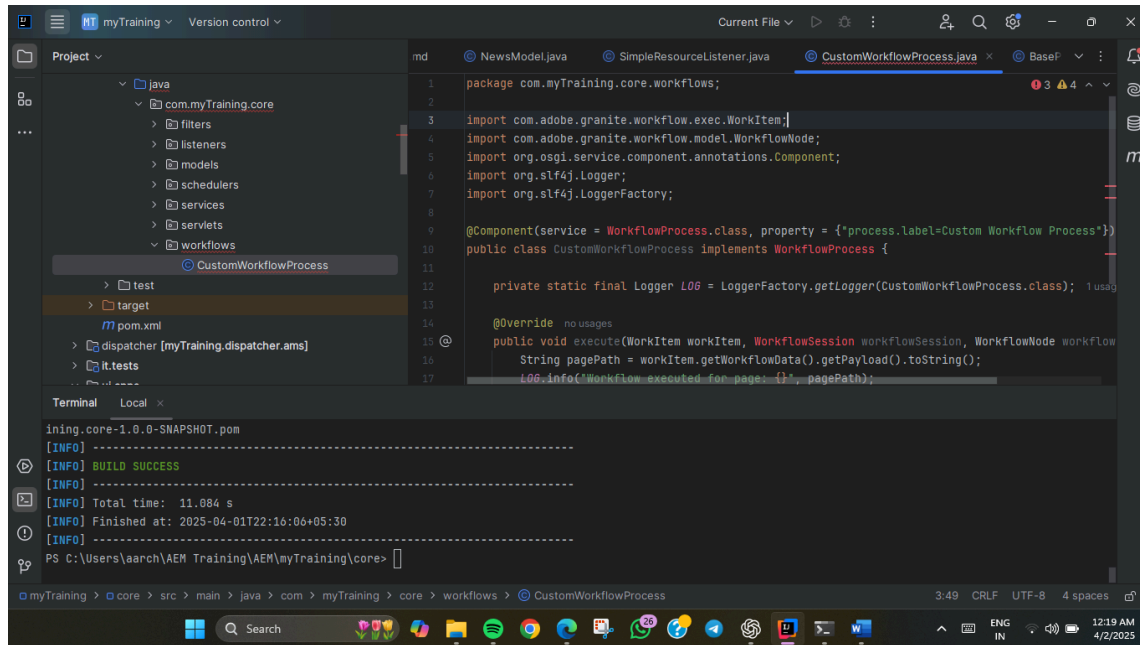 MT myTraining Version control Current File
Project
md NewsModel.java SimpleResourceListener.java CustomWorkflowProcess.java BaseP
java
com.myTraining.core
filters
listeners
models
schedulers
services
servlets
workflows
CustomWorkflowProcess
test
target
pom.xml
dispatcher [myTraining.dispatcher.ams]
it.tests
3 4
1 package com.myTraining.core.workflows;
2
3 import com.adobe.granite.workflow.exec.WorkItem;
4 import com.adobe.granite.workflow.model.WorkflowNode;
5 import org.osgi.service.component.annotations.Component;
6 import org.slf4j.Logger;
7 import org.slf4j.LoggerFactory;
8
9 @Component(service = WorkflowProcess.class, property = {"process.label=Custom Workflow Process"})
10 public class CustomWorkflowProcess implements WorkflowProcess {
11
12 private static final Logger LOG = LoggerFactory.getLogger(CustomWorkflowProcess.class); 1 usag
13
14 @Override no usages
15 @ public void execute(WorkItem workItem, WorkflowSession workflowSession, WorkflowNode workflow
16 String pagePath = workItem.getWorkflowData().getPayload().toString();
17 LOG.info("Workflow executed for page: {}", pagePath);
Terminal Local
ining.core-1.0.0-SNAPSHOT.pom
[INFO] ------------------------------------------------------------------------
[INFO] BUILD SUCCESS
[INFO] ------------------------------------------------------------------------
[INFO] Total time: 11.084 s
[INFO] Finished at: 2025-04-01T22:16:06+05:30
[INFO] ------------------------------------------------------------------------
PS C:\Users\aarch\AEM Training\AEM\myTraining\core>
myTraining > core > src > main > java > com > myTraining > core > workflows > CustomWorkflowProcess 3:49 CRLF UTF-8 4 spaces
Search 26 ENG IN 12:19 AM 4/2/2025